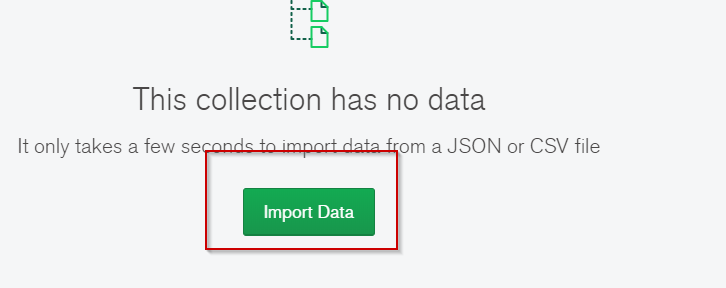 This collection has no data
It only takes a few seconds to import data from a JSON or CSV file
Import Data